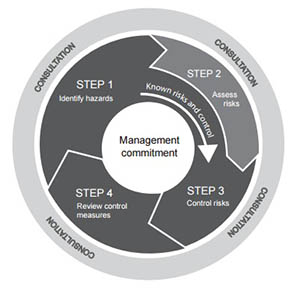 CONSULTATION
CONSULTATION
STEP 1
Identify hazards
STEP 2
Assess
risks
Known risks and control
Management
commitment
STEP 4
Review control
measures
STEP 3
Control risks
CONSULTATION
CONSULTATION